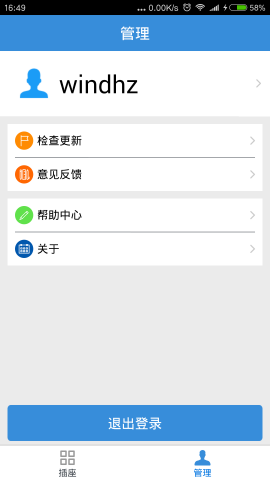 16:49 ... 0.00K/s 58%
管理
windhz
检查更新
意见反馈
帮助中心
关于
退出登录
插座 管理